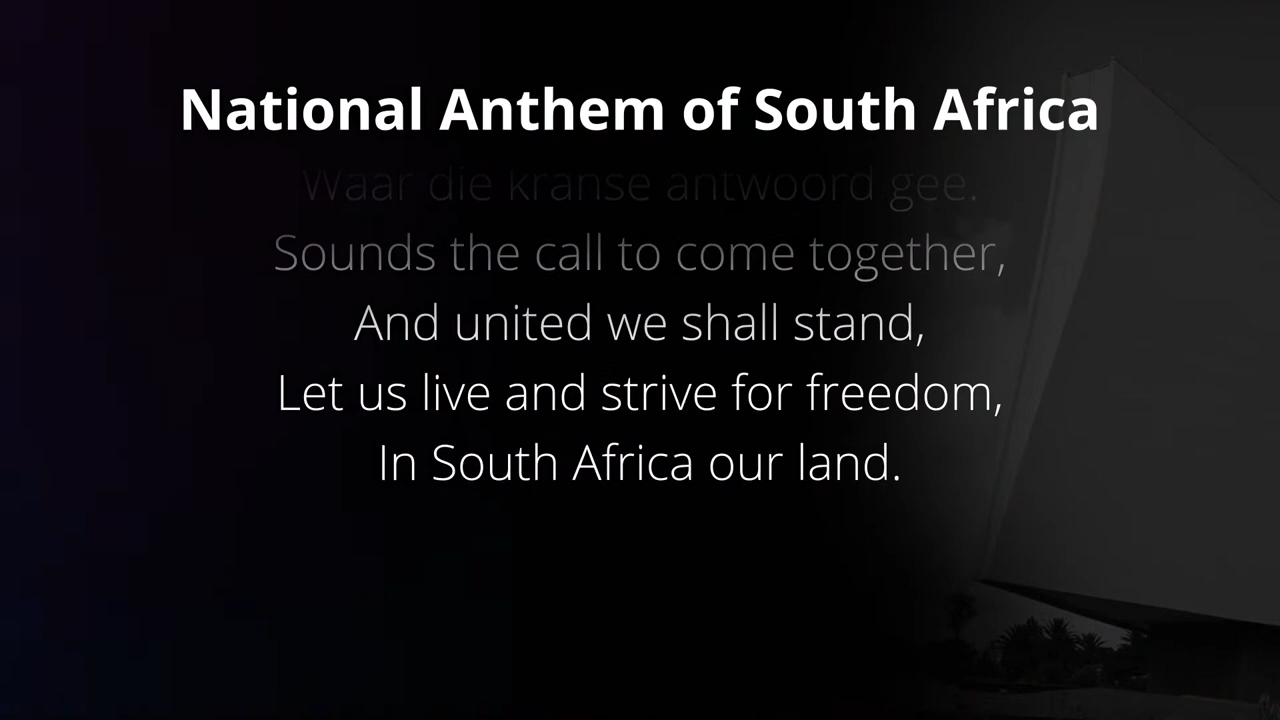 National Anthem of South Africa
Waar die kranse antwoord gee.
Sounds the call to come together,
And united we shall stand,
Let us live and strive for freedom,
In South Africa our land.